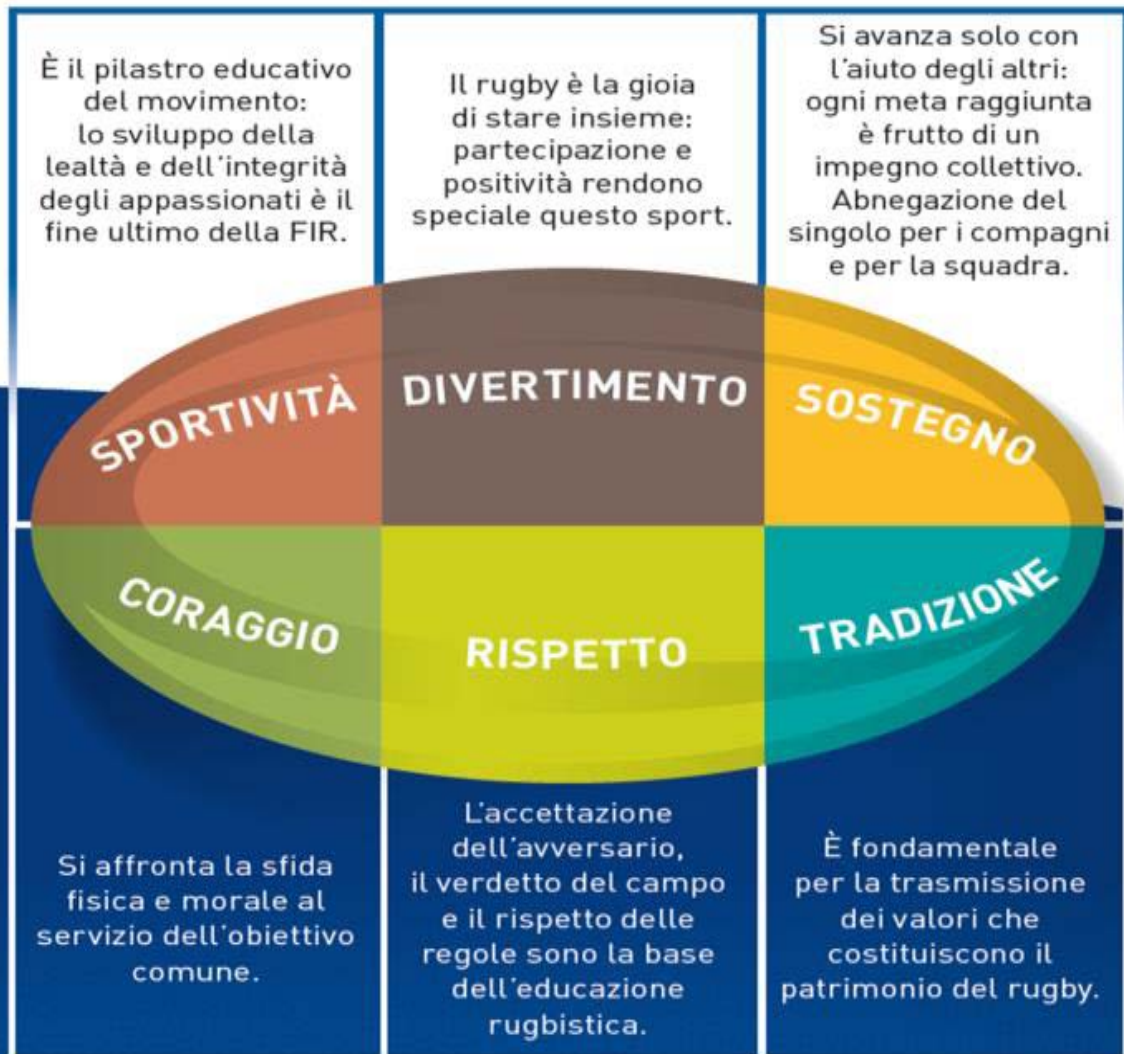 È il pilastro educativo
del movimento:
lo sviluppo della
lealtà e dell'integrità
degli appassionati è il
fine ultimo della FIR.
Il rugby è la gioia
di stare insieme:
partecipazione e
positività rendono
speciale questo sport.
Si avanza solo con
l'aiuto degli altri:
ogni meta raggiunta
è frutto di un
impegno collettivo.
Abnegazione del
singolo per i compagni
e per la squadra.
SPORTIVITÀ
DIVERTIMENTO
SOSTEGNO
CORAGGIO
RISPETTO
TRADIZIONE
Si affronta la sfida
fisica e morale al
servizio dell'obiettivo
comune.
L'accettazione
dell'avversario,
il verdetto del campo
e il rispetto delle
regole sono la base
dell'educazione
rugbistica.
È fondamentale
per la trasmissione
dei valori che
costituiscono il
patrimonio del rugby.